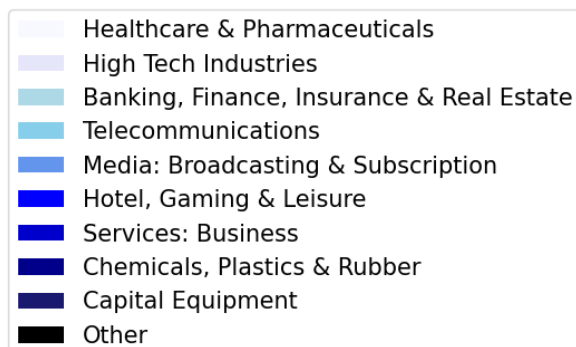 Healthcare & Pharmaceuticals
High Tech Industries
Banking, Finance, Insurance & Real Estate
Telecommunications
Media: Broadcasting & Subscription
Hotel, Gaming & Leisure
Services: Business
Chemicals, Plastics & Rubber
Capital Equipment
Other